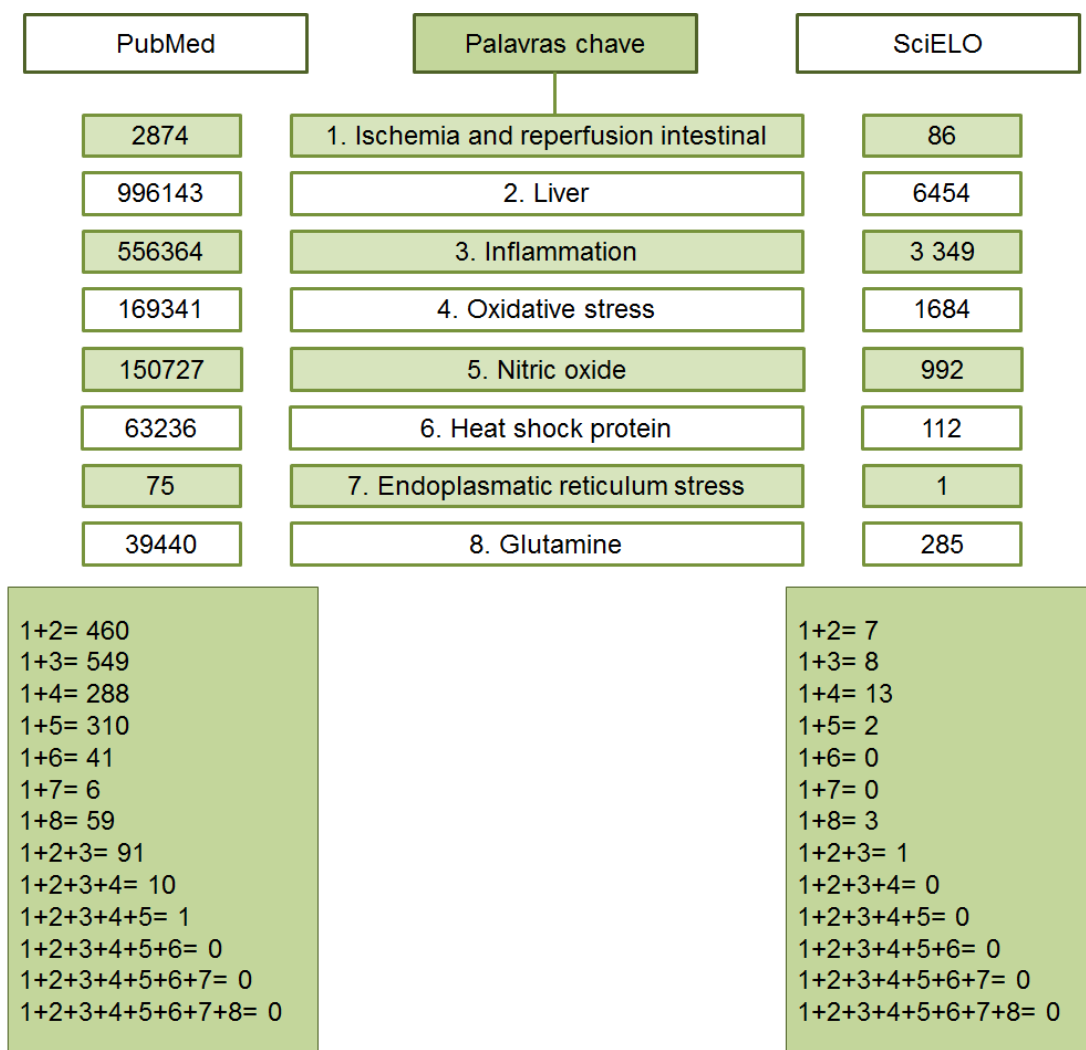 PubMed Palavras chave SciELO
2874 1. Ischemia and reperfusion intestinal 86
996143 2. Liver 6454
556364 3. Inflammation 3 349
169341 4. Oxidative stress 1684
150727 5. Nitric oxide 992
63236 6. Heat shock protein 112
75 7. Endoplasmatic reticulum stress 1
39440 8. Glutamine 285
1+2= 460
1+3= 549
1+4= 288
1+5= 310
1+6= 41
1+7= 6
1+8= 59
1+2+3= 91
1+2+3+4= 10
1+2+3+4+5= 1
1+2+3+4+5+6= 0
1+2+3+4+5+6+7= 0
1+2+3+4+5+6+7+8= 0
1+2= 7
1+3= 8
1+4= 13
1+5= 2
1+6= 0
1+7= 0
1+8= 3
1+2+3= 1
1+2+3+4= 0
1+2+3+4+5= 0
1+2+3+4+5+6= 0
1+2+3+4+5+6+7= 0
1+2+3+4+5+6+7+8= 0